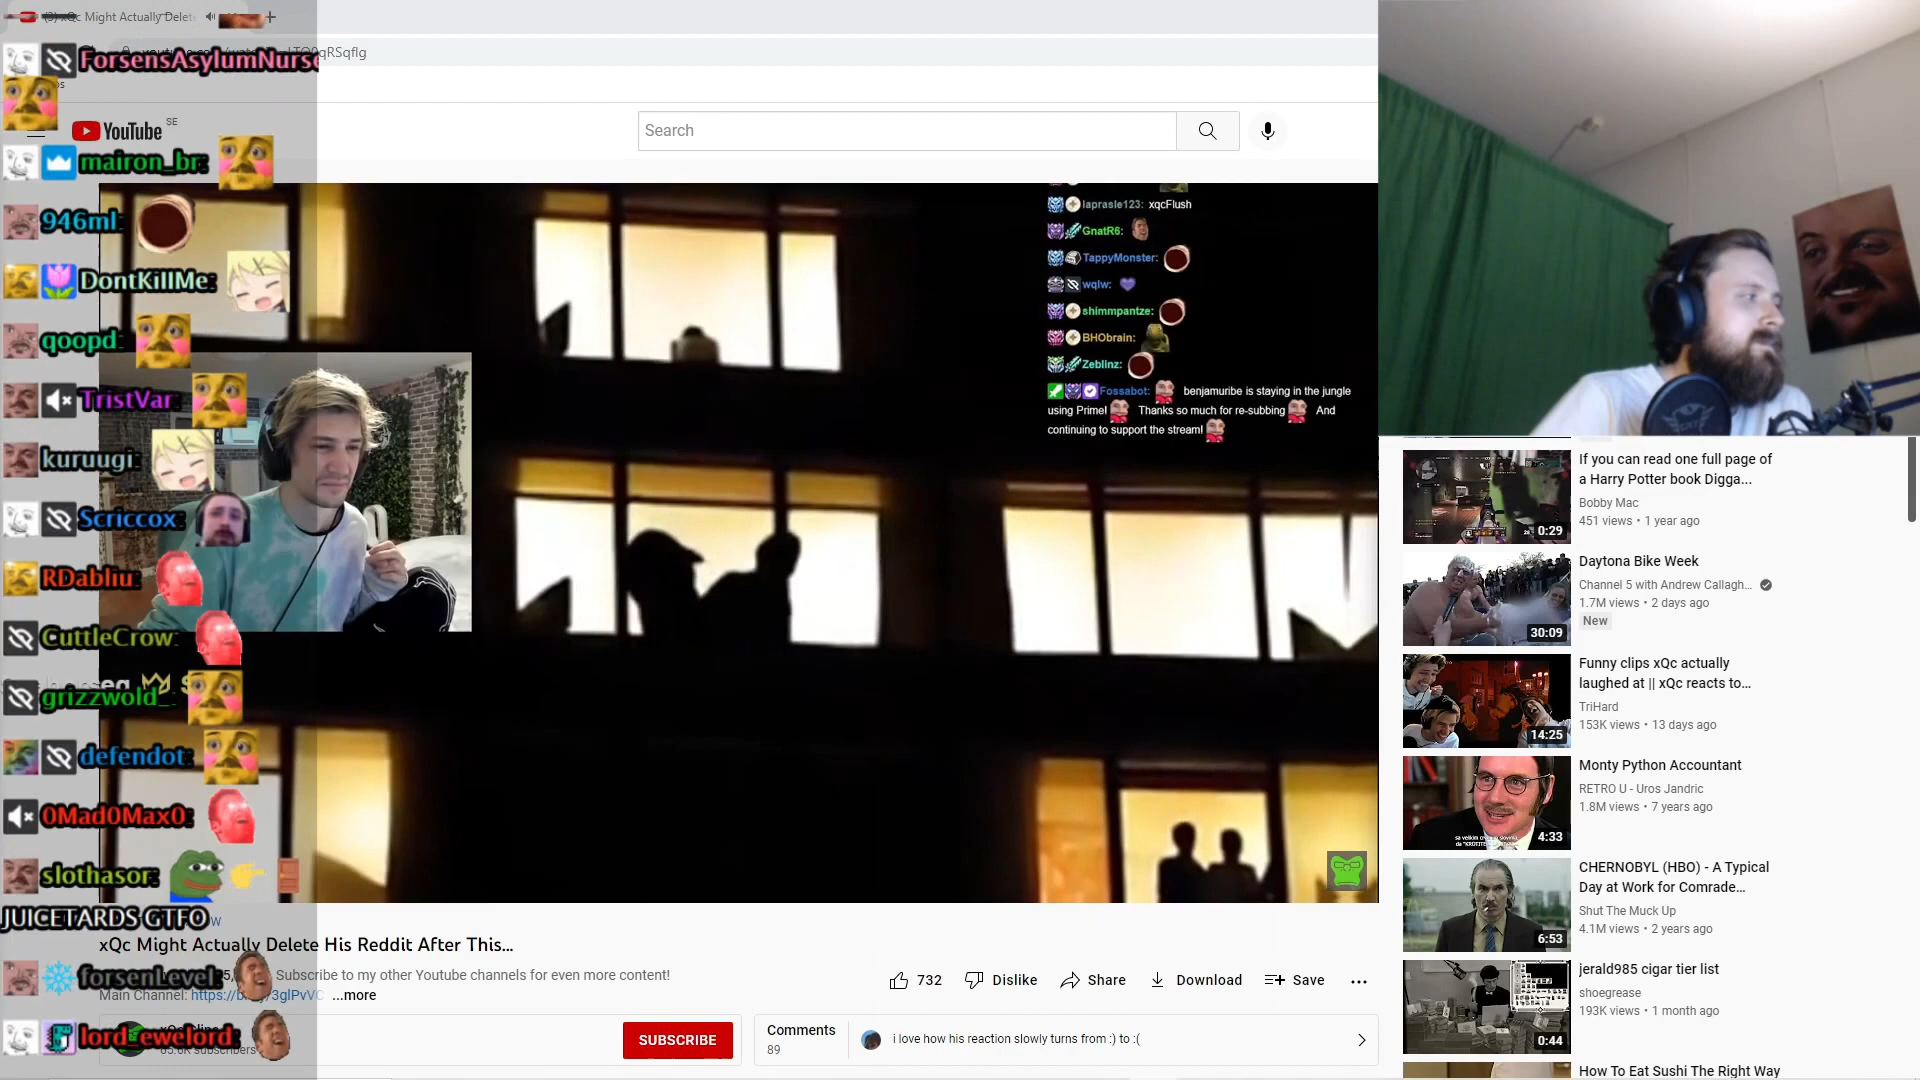 (3) xQc Might Actually Delet
qRSqflg
ForsensAsylumNurse
YouTube SE
Search
mairon_br:
946ml:
DontKillMe:
qoopd:
TristVar:
kuruugi:
Scriccox:
RDabliu:
CuttleCrow:
grizzwold_:
defendot:
0Mad0Max0:
slothasor:
JUICETARDS GTFO
forsenLevel:
lord_ewelord:
laprasle123: xqcFlush
GnatR6:
TappyMonster:
wqlw:
shimmpantze:
BHObrain:
Zeblinz:
Fossabot: benjamuribe is staying in the jungle
using Prime! Thanks so much for re-subbing And
continuing to support the stream!
xQc Might Actually Delete His Reddit After This...
Subscribe to my other Youtube channels for even more content!
Main Channel: https://b /3glPvVC ...more
732 Dislike Share Download Save
65.6K subscribers
SUBSCRIBE
Comments
89
i love how his reaction slowly turns from :) to :(
If you can read one full page of
a Harry Potter book Digga...
Bobby Mac
451 views • 1 year ago
0:29
Daytona Bike Week
Channel 5 with Andrew Callagh...
1.7M views • 2 days ago
New
30:09
Funny clips xQc actually
laughed at || xQc reacts to...
TriHard
153K views • 13 days ago
14:25
Monty Python Accountant
RETRO U - Uros Jandric
1.8M views • 7 years ago
4:33
CHERNOBYL (HBO) - A Typical
Day at Work for Comrade...
Shut The Muck Up
4.1M views • 2 years ago
6:53
jerald985 cigar tier list
shoegrease
193K views • 1 month ago
0:44
How To Eat Sushi The Right Way